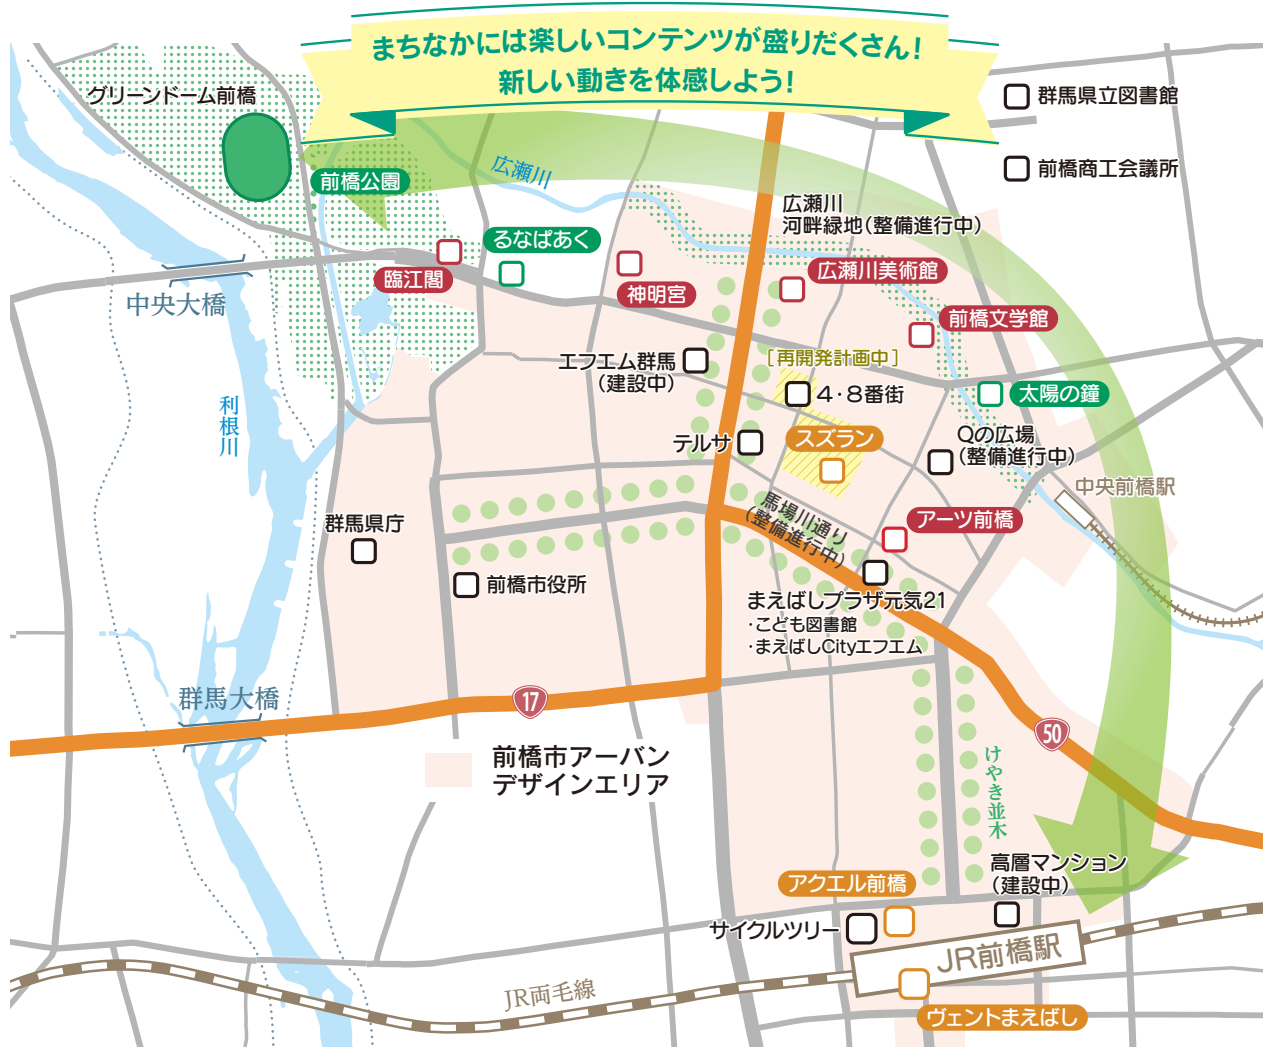 まちなかには楽しいコンテンツが盛りだくさん!
新しい動きを体感しよう!
グリーンドーム前橋
群馬県立図書館
前橋商工会議所
前橋公園
広瀬川
広瀬川
河畔緑地(整備進行中)
るなぱあく
臨江閣
神明宮
広瀬川美術館
前橋文学館
中央大橋
エフエム群馬
(建設中)
[再開発計画中]
4・8番街
太陽の鐘
利根川
テルサ
スズラン
Qの広場
(整備進行中)
中央前橋駅
馬場川通り
(整備進行中)
アーツ前橋
群馬県庁
前橋市役所
まえばしプラザ元気21
・こども図書館
・まえばしCityエフエム
群馬大橋
17
50
前橋市アーバン
デザインエリア
けやき並木
高層マンション
(建設中)
アクエル前橋
サイクルツリー
JR前橋駅
JR両毛線
ヴェントまえばし